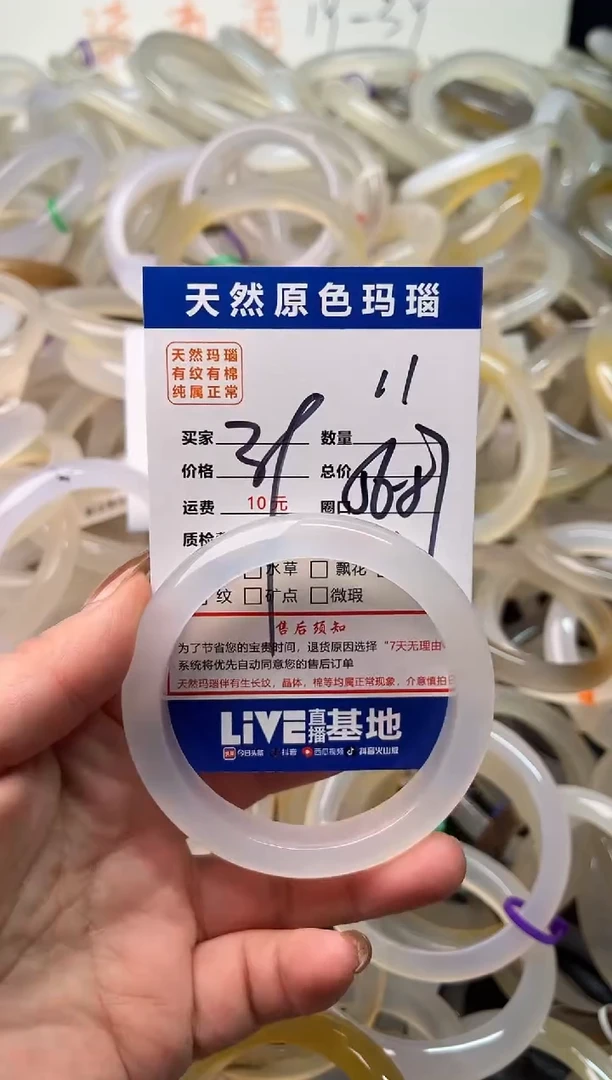 天然原色玛瑙
天然玛瑙
有纹有棉
纯属正常
11
买家 数量
价格 总价
运费 10元 圈口
质检
水草 飘花
纹 矿点 微瑕
售后须知
为了节省您的宝贵时间，退货原因选择“7天无理由
系统将优先自动同意您的售后订单
天然玛瑙伴有生长纹，晶体，棉等均属正常现象，介意慎拍
LiVE直播基地
今日头条 抖音 西瓜视频 抖音火山版